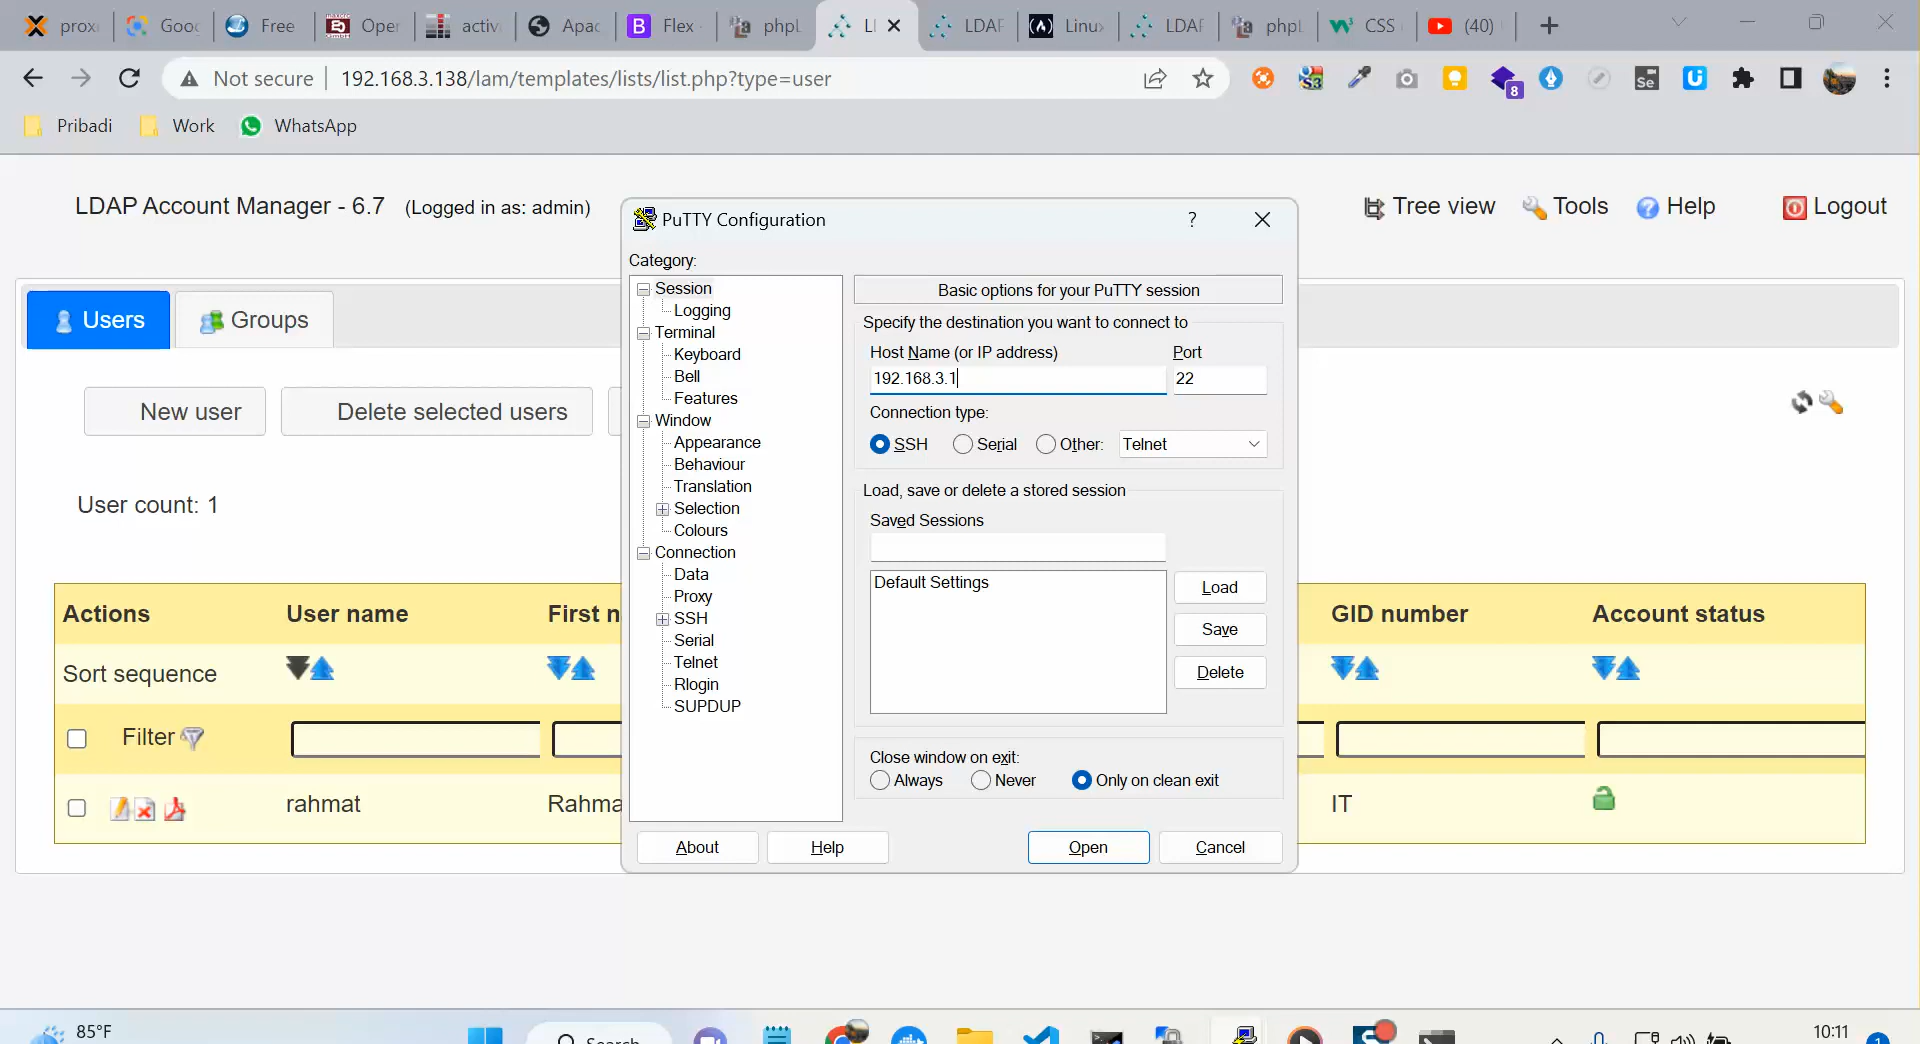 prox
Goo
Free
Oper
activ
Apac
Flex
phpL
LI
LDAF
Linux
LDAF
phpL
CSS
(40)
Not secure
192.168.3.138/lam/templates/lists/list.php?type=user
8
Pribadi
Work
WhatsApp
LDAP Account Manager - 6.7 (Logged in as: admin)
Tree view
Tools
Help
Logout
Users
Groups
New user
Delete selected users
User count: 1
Actions
User name
First n
GID number
Account status
Sort sequence
Filter
rahmat
Rahma
IT
PuTTY Configuration
?
Category:
Session
Logging
Terminal
Keyboard
Bell
Features
Window
Appearance
Behaviour
Translation
Selection
Colours
Connection
Data
Proxy
SSH
Serial
Telnet
Rlogin
SUPDUP
Basic options for your PuTTY session
Specify the destination you want to connect to
Host Name (or IP address)
Port
192.168.3.1
22
Connection type:
SSH
Serial
Other:
Telnet
Load, save or delete a stored session
Saved Sessions
Default Settings
Load
Save
Delete
Close window on exit:
Always
Never
Only on clean exit
About
Help
Open
Cancel
85°F
Search
10:11
1